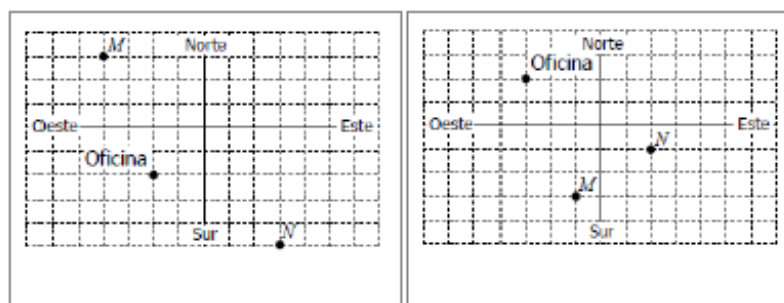 M
Norte
Oeste
Este
Oficina
Sur
N
Norte
Oficina
Oeste
Este
N
M
Sur